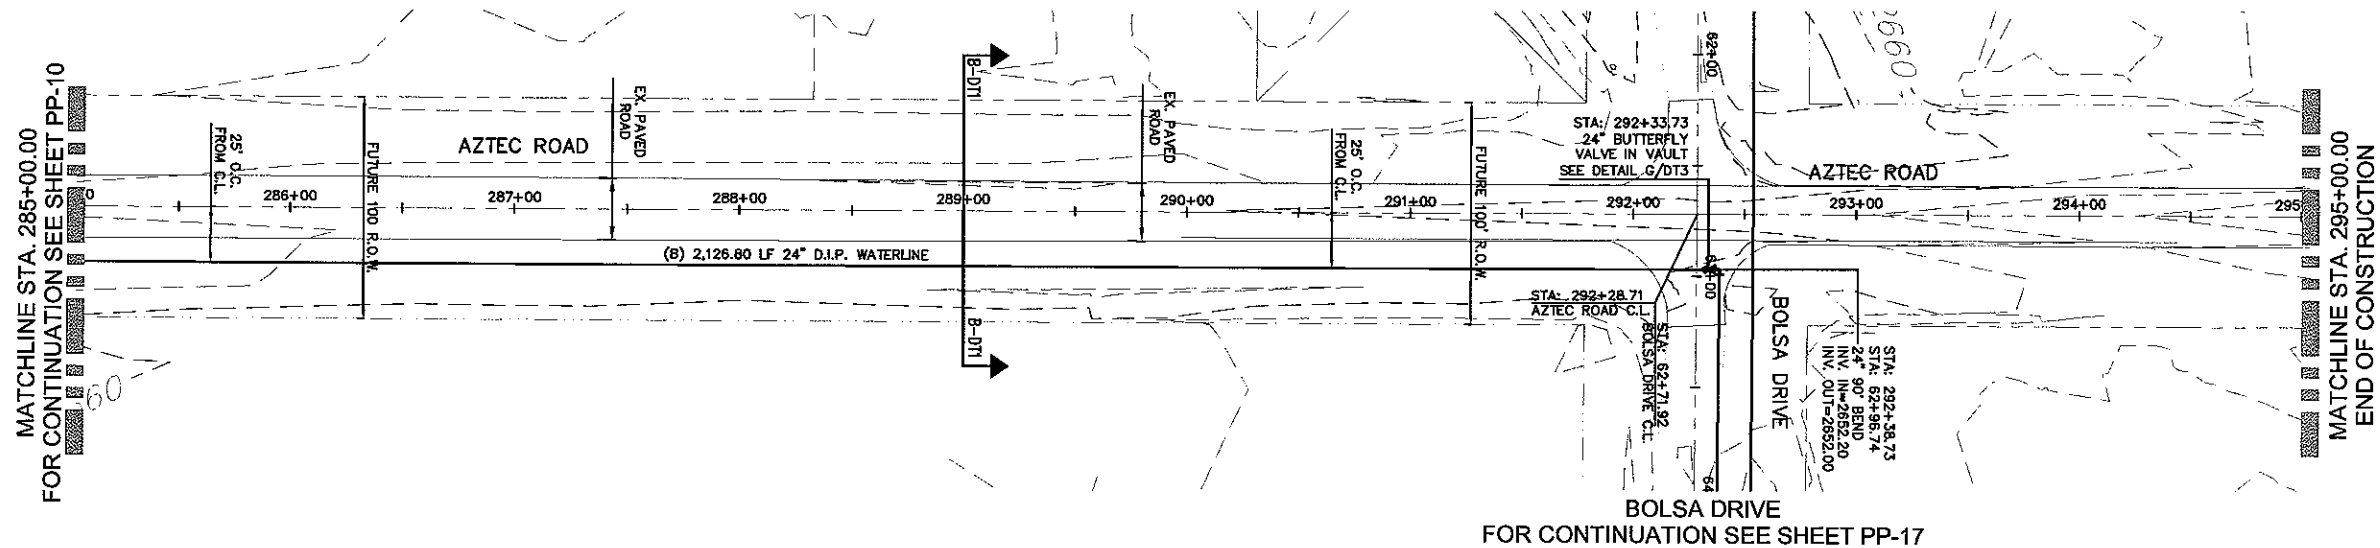 MATCHLINE STA. 285+00.00
FOR CONTINUATION SEE SHEET PP-10
25' O.C.
FROM C.L.
286+00
FUTURE 100' R.O.W.
AZTEC ROAD
287+00
EX. PAVED
ROAD
288+00
(B) 2,126.80 LF 24" D.I.P. WATERLINE
B-DT1
289+00
B-DT1
EX. PAVED
ROAD
290+00
25' O.C.
FROM C.L.
291+00
FUTURE 100' R.O.W.
STA: 292+33.73
24" BUTTERFLY
VALVE IN VAULT
SEE DETAIL G/DT3
292+00
62+00
STA: 292+28.71
AZTEC ROAD C.L.
STA: 62+71.92
BOLSA DRIVE C.L.
64
BOLSA DRIVE
AZTEC ROAD
293+00
294+00
295
STA: 292+38.73
STA: 62+96.74
24" 90° BEND
INV. IN=2652.20
INV. OUT=2652.00
660
60
MATCHLINE STA. 295+00.00
END OF CONSTRUCTION
BOLSA DRIVE
FOR CONTINUATION SEE SHEET PP-17